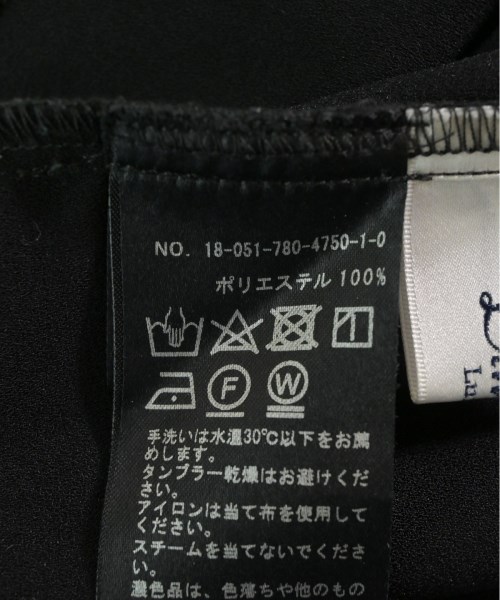 NO. 18-051-780-4750-1-0
ポリエステル 100%
F
W
手洗いは水温30℃以下をお薦
めします。
タンブラー乾燥はお避けくだ
さい。
アイロンは当て布を使用して
ください。
スチームを当てないでくださ
い。
濃色品は、色落ちや他のもの